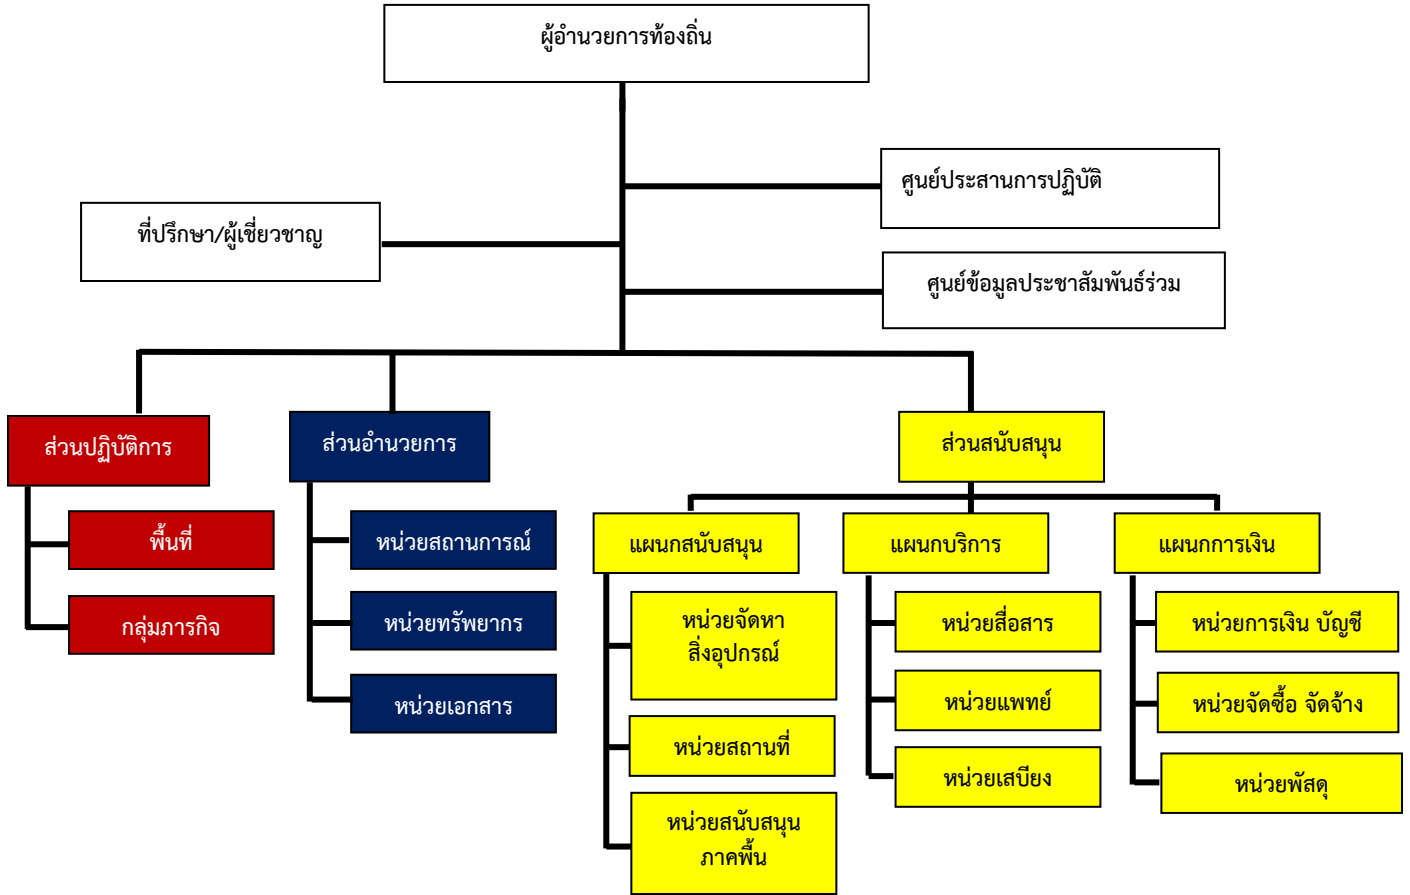 ผู้อำนวยการท้องถิ่น
ศูนย์ประสานการปฏิบัติ
ที่ปรึกษา/ผู้เชี่ยวชาญ
ศูนย์ข้อมูลประชาสัมพันธ์ร่วม
ส่วนปฏิบัติการ
ส่วนอำนวยการ
ส่วนสนับสนุน
พื้นที่
กลุ่มภารกิจ
หน่วยสถานการณ์
หน่วยทรัพยากร
หน่วยเอกสาร
แผนกสนับสนุน
หน่วยจัดหา
สิ่งอุปกรณ์
หน่วยสถานที่
หน่วยสนับสนุน
ภาคพื้น
แผนกบริการ
หน่วยสื่อสาร
หน่วยแพทย์
หน่วยเสบียง
แผนกการเงิน
หน่วยการเงิน บัญชี
หน่วยจัดซื้อ จัดจ้าง
หน่วยพัสดุ